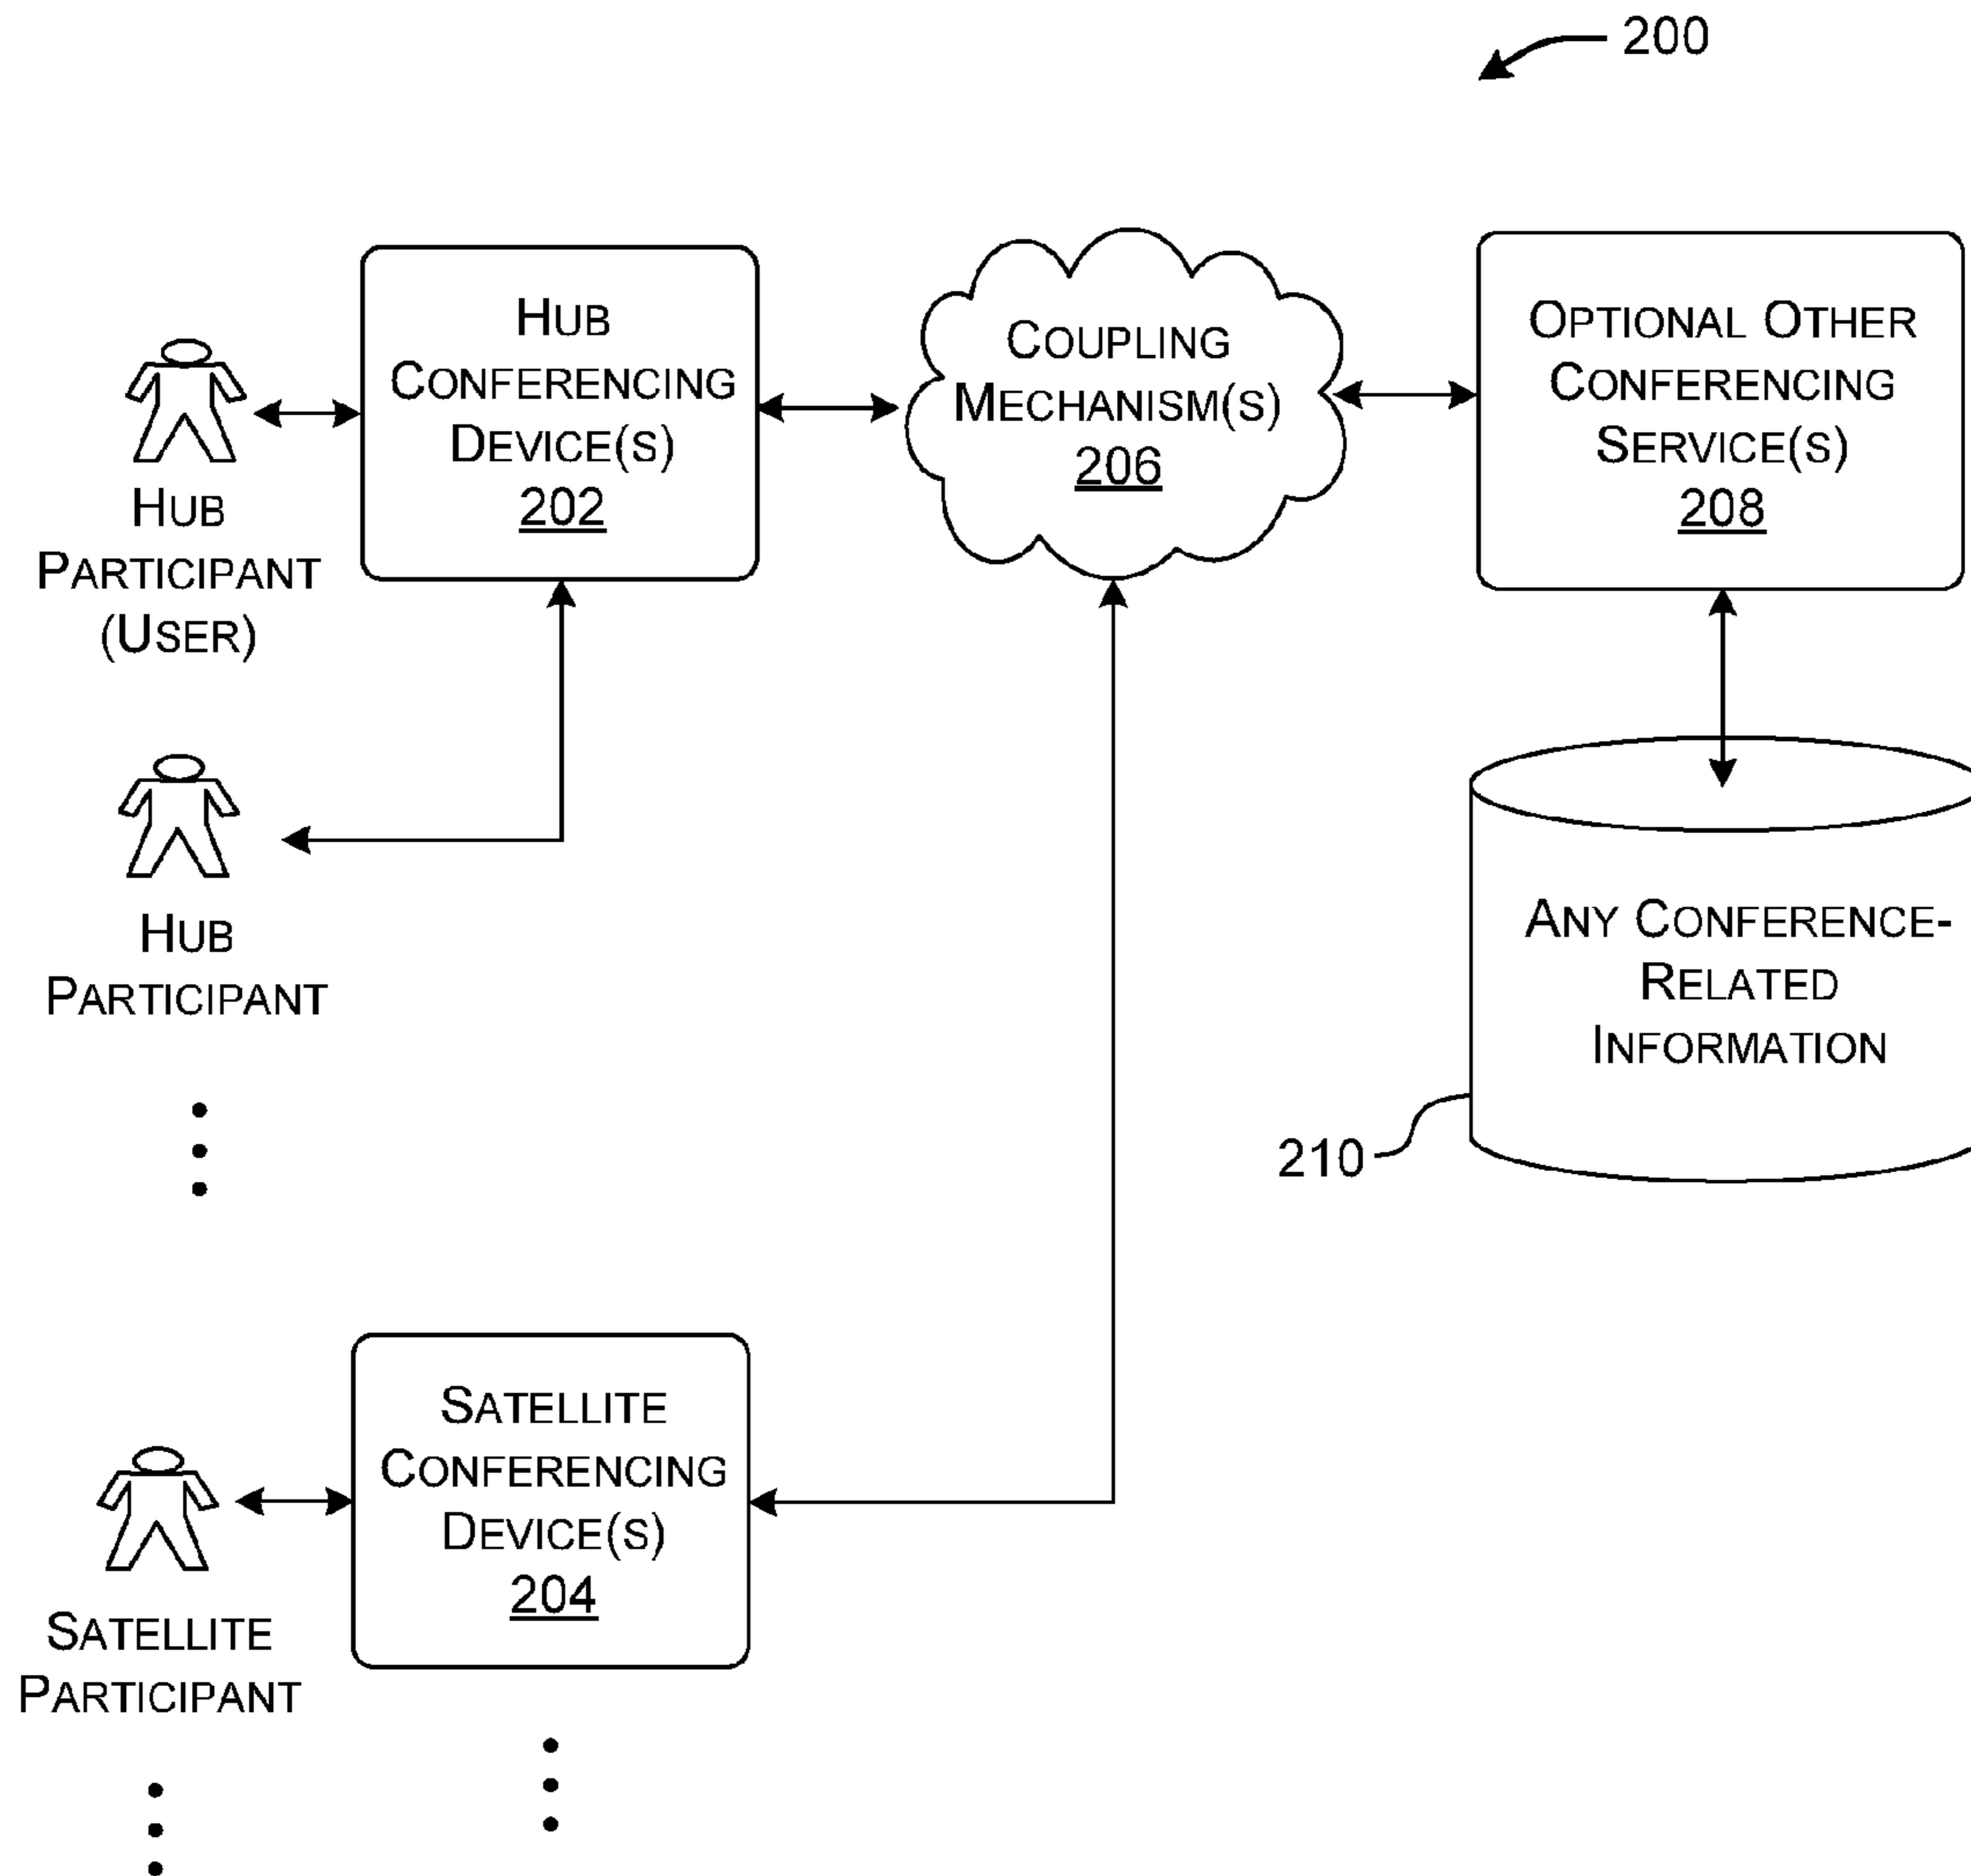 200
HUB
CONFERENCING
DEVICE(S)
202
COUPLING
MECHANISM(S)
206
OPTIONAL OTHER
CONFERENCING
SERVICE(S)
208
HUB
PARTICIPANT
(USER)
HUB
PARTICIPANT
ANY CONFERENCE-
RELATED
INFORMATION
210
SATELLITE
CONFERENCING
DEVICE(S)
204
SATELLITE
PARTICIPANT